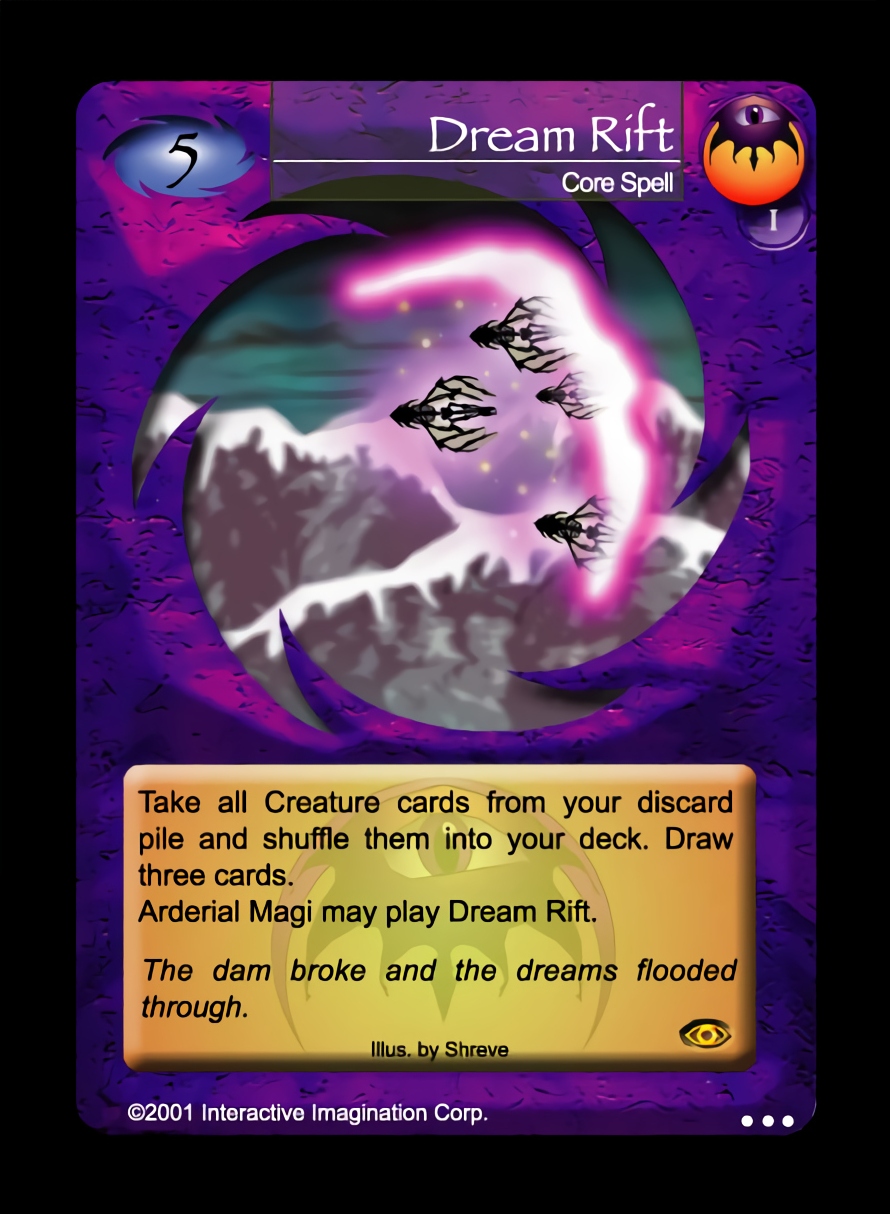 5
Dream Rift
Core Spell
I
Take all Creature cards from your discard
pile and shuffle them into your deck. Draw
three cards.
Arderial Magi may play Dream Rift.
The dam broke and the dreams flooded
through.
Illus. by Shreve
©2001 Interactive Imagination Corp.